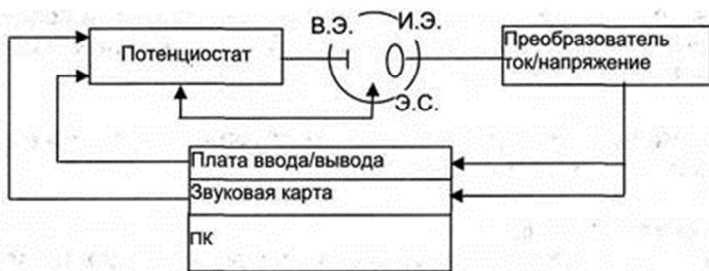 В.Э. И.Э.
Потенциостат
Преобразователь
ток/напряжение
Э.С.
Плата ввода/вывода
Звуковая карта
ПК